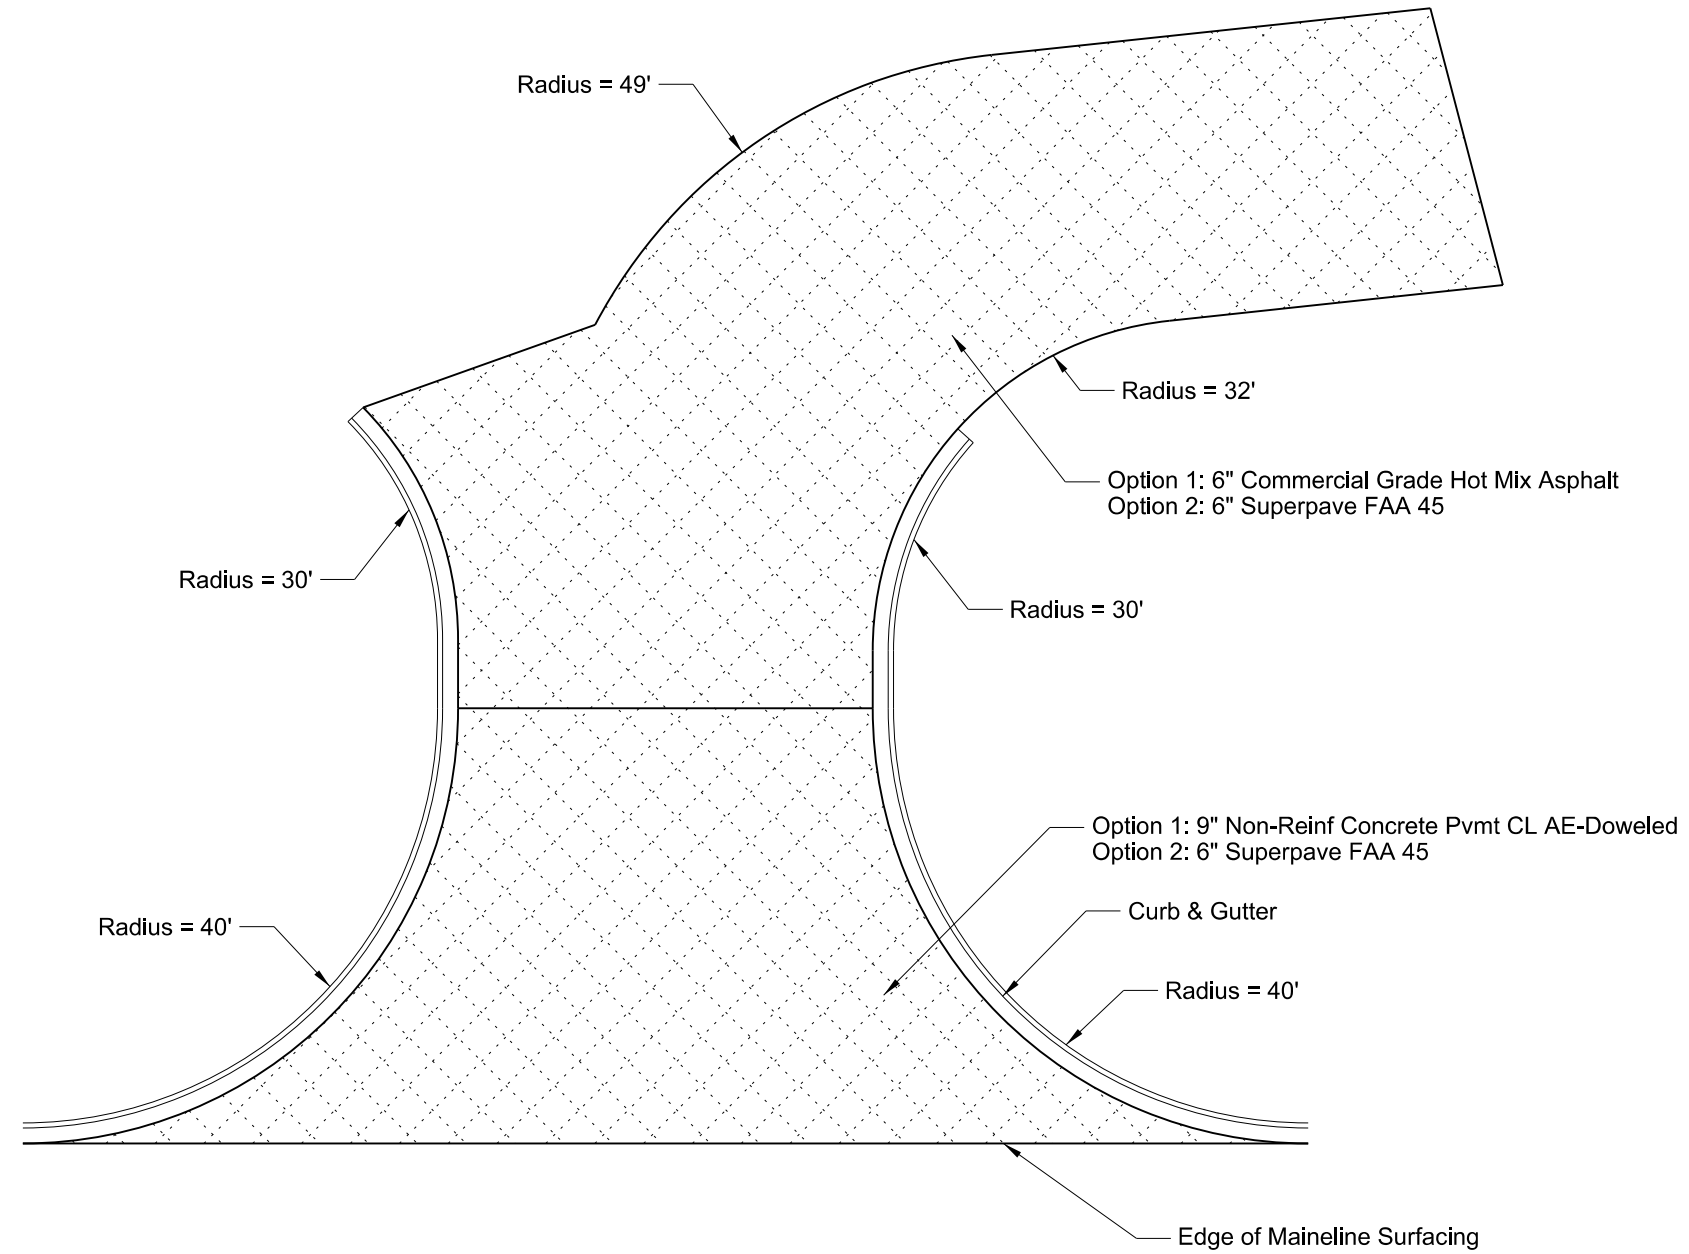 Radius = 49'
Radius = 32'
Option 1: 6" Commercial Grade Hot Mix Asphalt
Option 2: 6" Superpave FAA 45
Radius = 30'
Radius = 30'
Option 1: 9" Non-Reinf Concrete Pvmt CL AE-Doweled
Option 2: 6" Superpave FAA 45
Curb & Gutter
Radius = 40'
Radius = 40'
Edge of Maineline Surfacing